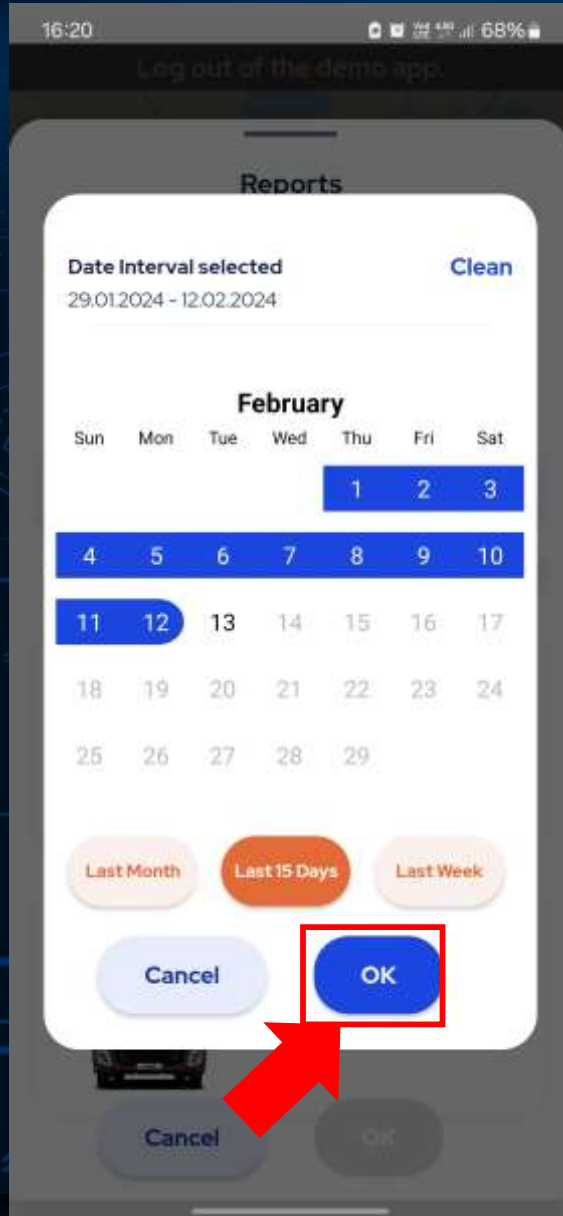 16:20 68%
Log out of the demo app.
Reports
Date Interval selected Clean
29.01.2024 - 12.02.2024
February
Sun Mon Tue Wed Thu Fri Sat
1 2 3
4 5 6 7 8 9 10
11 12 13 14 15 16 17
18 19 20 21 22 23 24
25 26 27 28 29
Last Month Last 15 Days Last Week
Cancel OK
Cancel OK